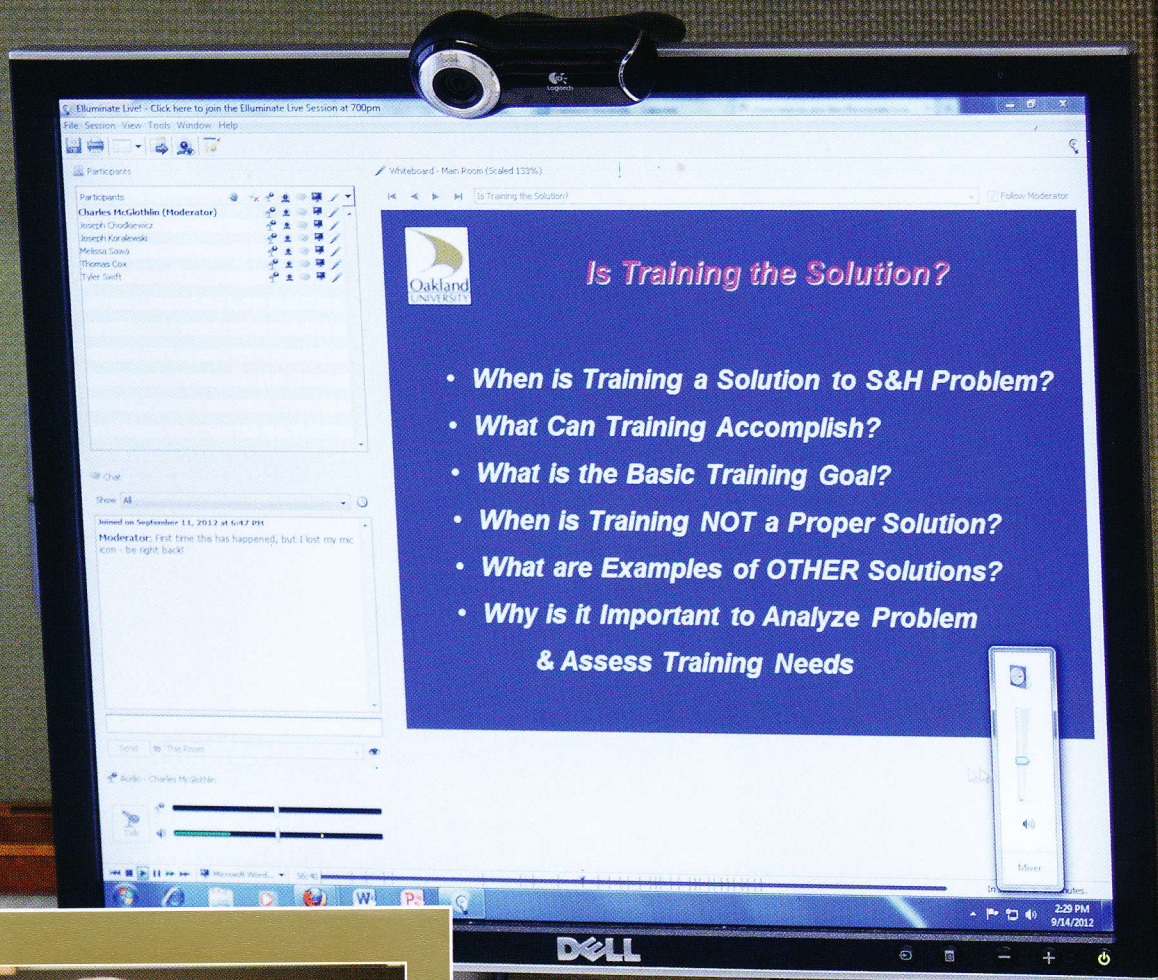 Logitech
Elluminate Live! - Click here to join the Elluminate Live Session at 700pm
File Session View Tools Window Help
Participants
Whiteboard - Main Room (Scaled 133%)
Participants
Is Training the Solution?
Follow Moderator
Charles McGlothlin (Moderator)
Joseph Chodkiewicz
Joseph Koralewski
Melissa Sawa
Thomas Cox
Tyler Swift
Oakland
UNIVERSITY
Is Training the Solution?
• When is Training a Solution to S&H Problem?
• What Can Training Accomplish?
• What is the Basic Training Goal?
• When is Training NOT a Proper Solution?
• What are Examples of OTHER Solutions?
• Why is it Important to Analyze Problem
& Assess Training Needs
Chat
Show All
Joined on September 11, 2012 at 6:47 PM
Moderator: First time this has happened, but I lost my mic
icon - be right back!
Send to The Room
Audio - Charles McGlothlin
Talk
Mixer
Microsoft Word...
56:40
2:29 PM
9/14/2012
DELL